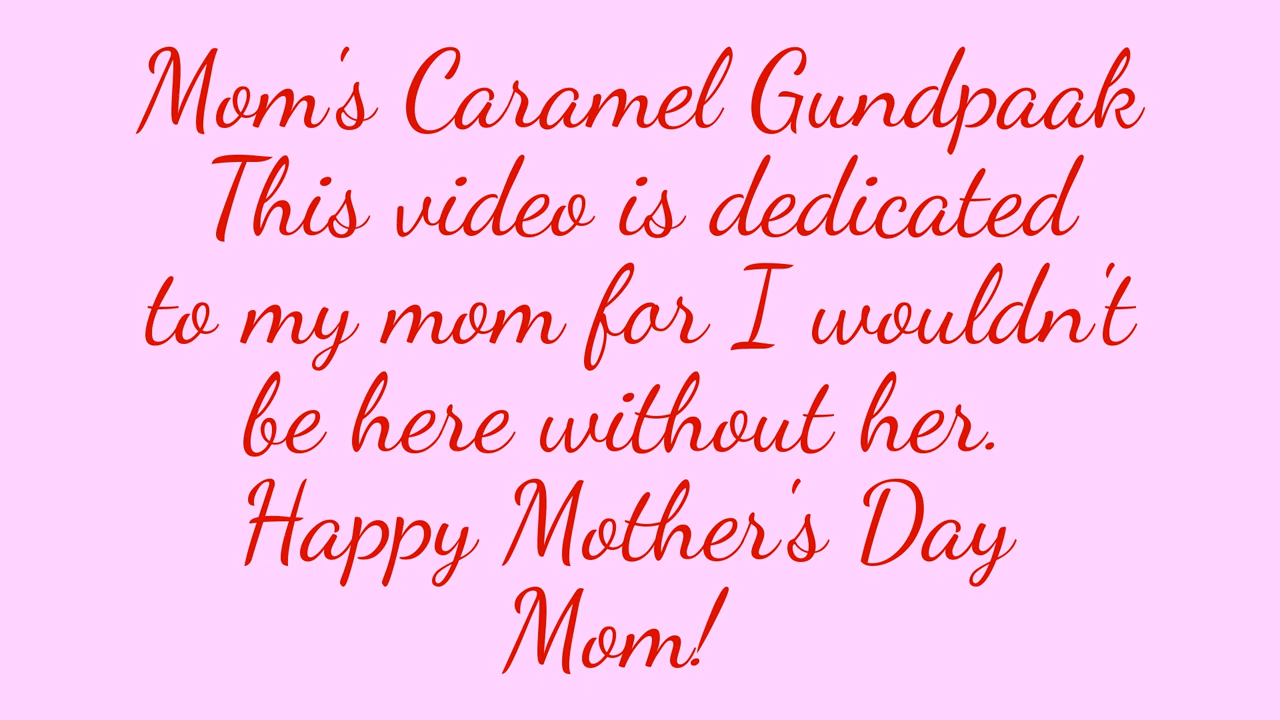 Mom's Caramel Gundpaak
This video is dedicated
to my mom for I wouldn't
be here without her.
Happy Mother's Day
Mom!